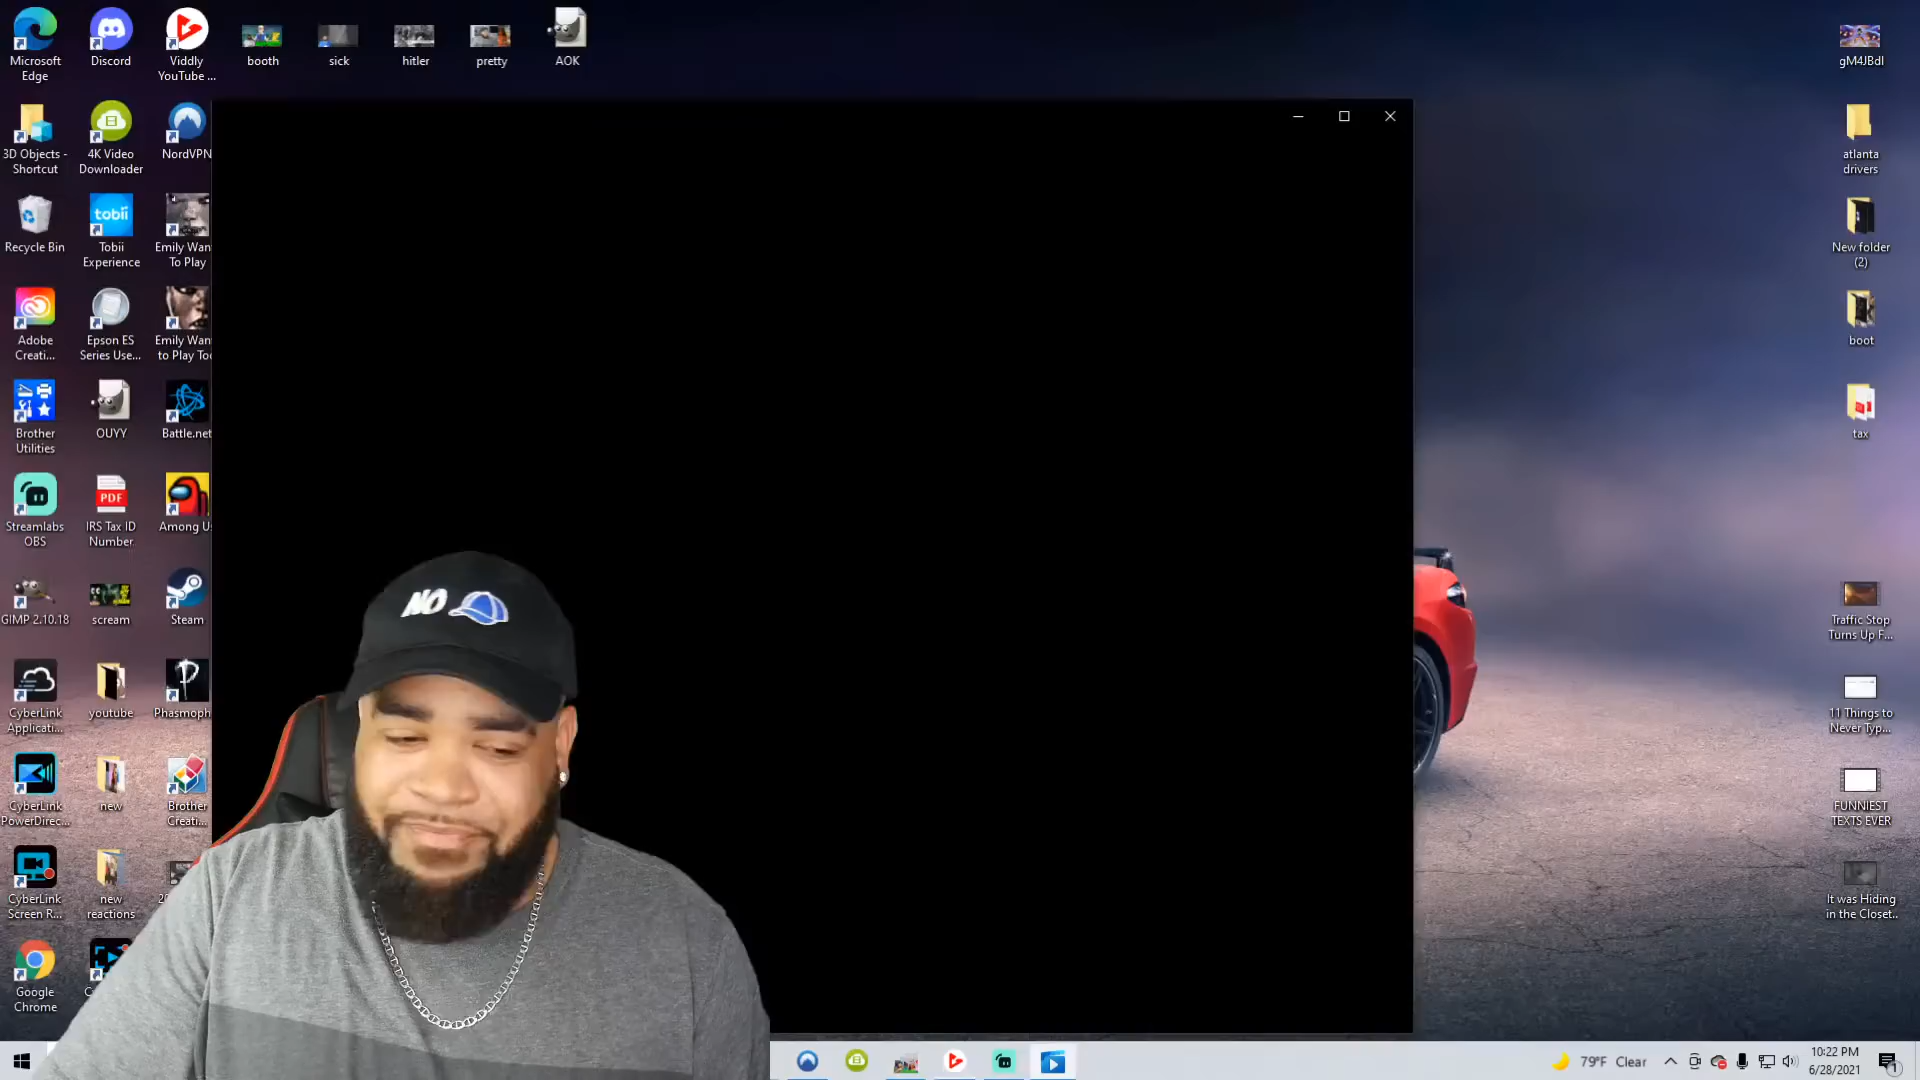 Microsoft
Edge
Discord
Viddly
YouTube ...
booth
sick
hitler
pretty
AOK
gM4JBdI
3D Objects -
Shortcut
4K Video
Downloader
NordVPN
atlanta
drivers
Recycle Bin
tobii
Tobii
Experience
Emily Wan
To Play
New folder
(2)
Adobe
Creati...
Epson ES
Series Use...
Emily Wan
to Play Too
boot
Brother
Utilities
OUYY
Battle.net
tax
Streamlabs
OBS
PDF
IRS Tax ID
Number
Among U
GIMP 2.10.18
scream
Steam
NO
Traffic Stop
Turns Up F...
CyberLink
Applicati...
youtube
Phasmoph
11 Things to
Never Typ...
CyberLink
PowerDirec...
new
Brother
Creati...
FUNNIEST
TEXTS EVER
CyberLink
Screen R...
new
reactions
It was Hiding
in the Closet..
Google
Chrome
79°F Clear
10:22 PM
6/28/2021
1